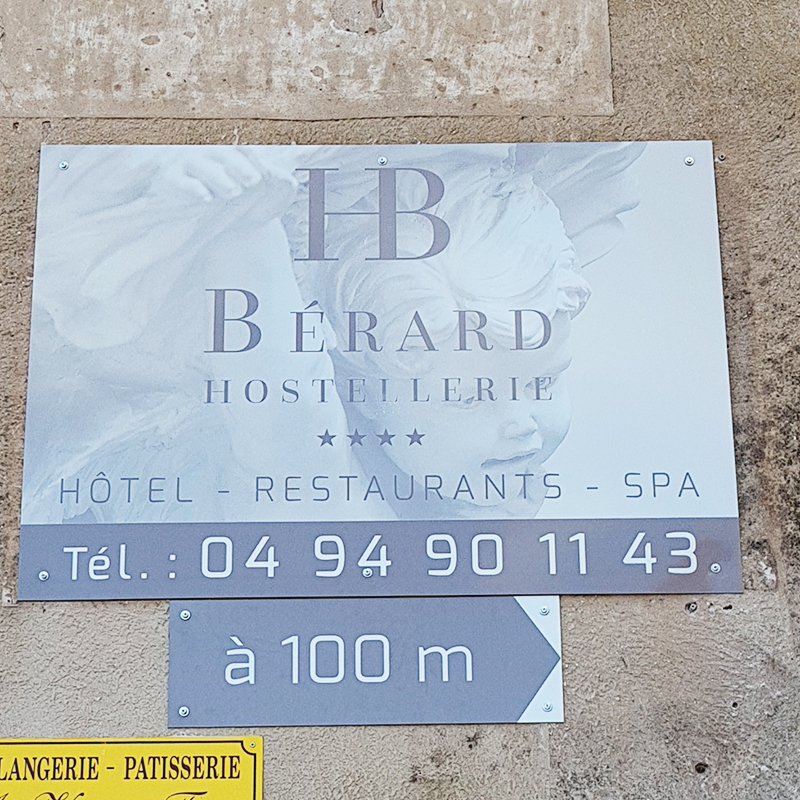 HB
BÉRARD
HOSTELLERIE
★★★★
HÔTEL - RESTAURANTS - SPA
Tél. : 04 94 90 11 43
à 100 m
LANGERIE - PATISSERIE